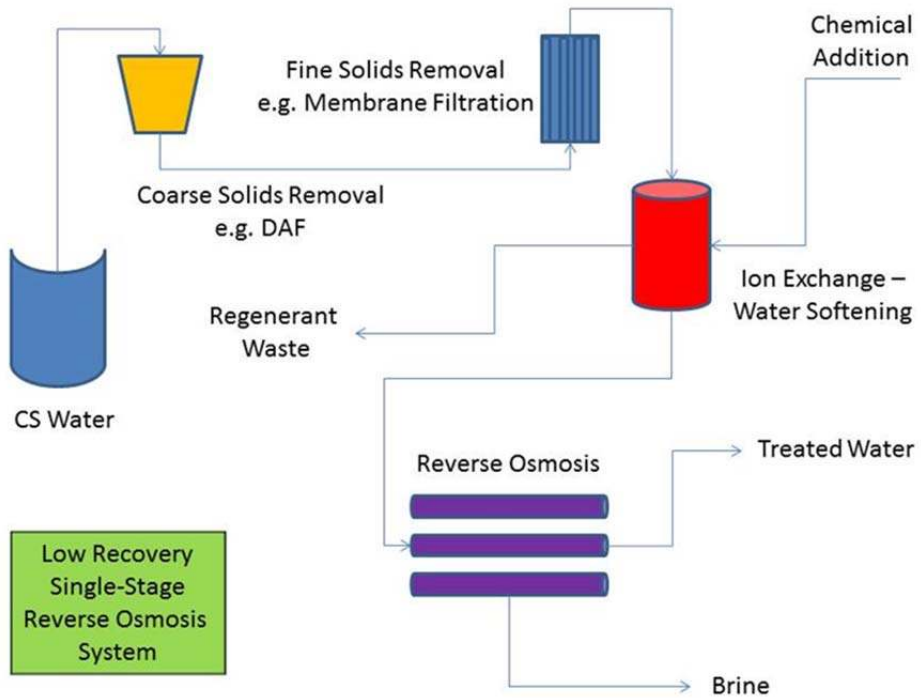 Chemical
Addition
Fine Solids Removal
e.g. Membrane Filtration
Coarse Solids Removal
e.g. DAF
Ion Exchange –
Water Softening
Regenerant
Waste
CS Water
Reverse Osmosis
Treated Water
Low Recovery
Single-Stage
Reverse Osmosis
System
Brine